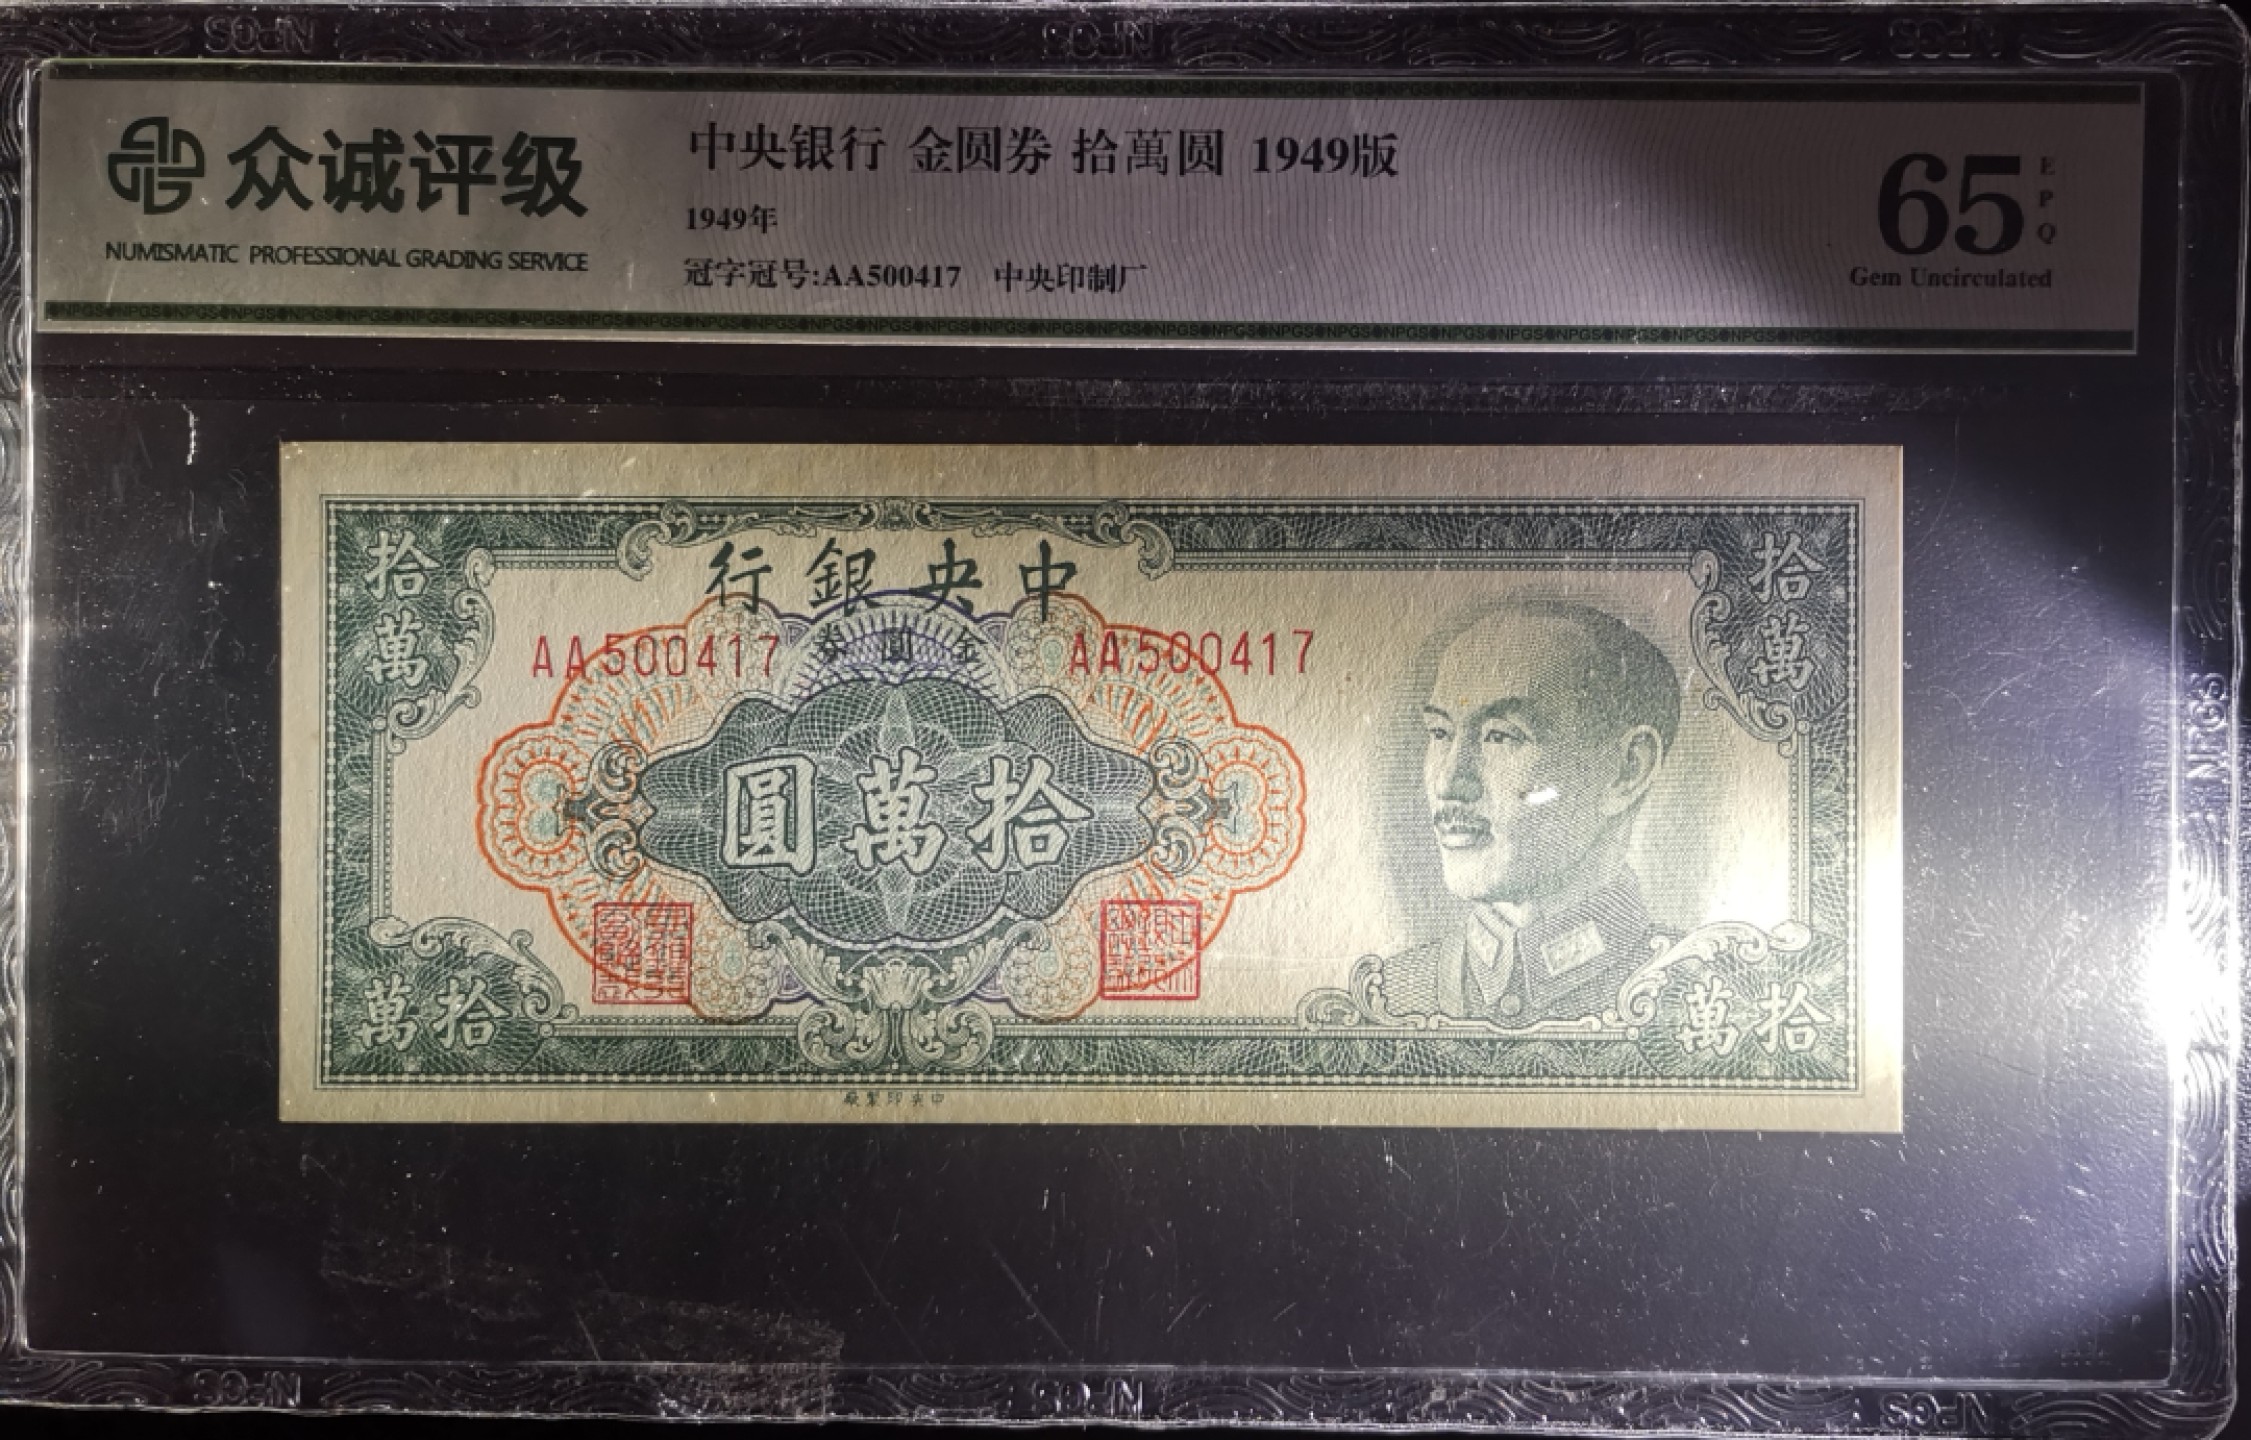 众诚评级
NUMISMATIC PROFESSIONAL GRADING SERVICE
中央银行 金圆券 拾萬圆 1949版
1949年
冠字冠号:AA500417 中央印制厂
65
EPQ
Gem Uncirculated
拾萬
行銀央中
拾萬
AA500417
券圓金
AA500417
圓萬拾
萬拾
萬拾
廠製印央中
NPGS